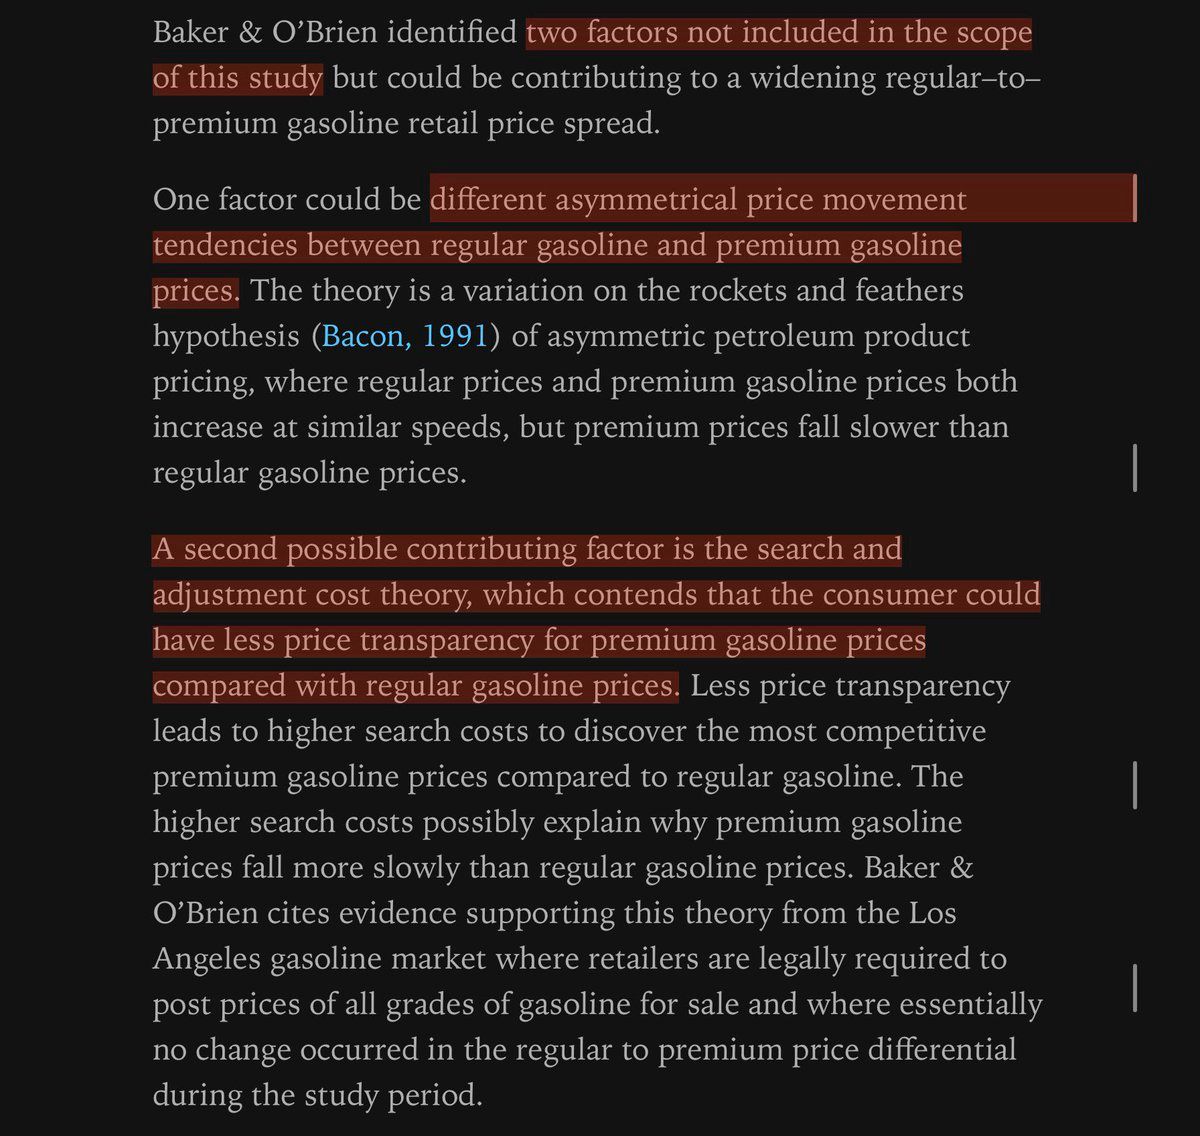 Baker & O’Brien identified two factors not included in the scope
of this study but could be contributing to a widening regular–to–
premium gasoline retail price spread.
One factor could be different asymmetrical price movement
tendencies between regular gasoline and premium gasoline
prices. The theory is a variation on the rockets and feathers
hypothesis (Bacon, 1991) of asymmetric petroleum product
pricing, where regular prices and premium gasoline prices both
increase at similar speeds, but premium prices fall slower than
regular gasoline prices.
A second possible contributing factor is the search and
adjustment cost theory, which contends that the consumer could
have less price transparency for premium gasoline prices
compared with regular gasoline prices. Less price transparency
leads to higher search costs to discover the most competitive
premium gasoline prices compared to regular gasoline. The
higher search costs possibly explain why premium gasoline
prices fall more slowly than regular gasoline prices. Baker &
O’Brien cites evidence supporting this theory from the Los
Angeles gasoline market where retailers are legally required to
post prices of all grades of gasoline for sale and where essentially
no change occurred in the regular to premium price differential
during the study period.